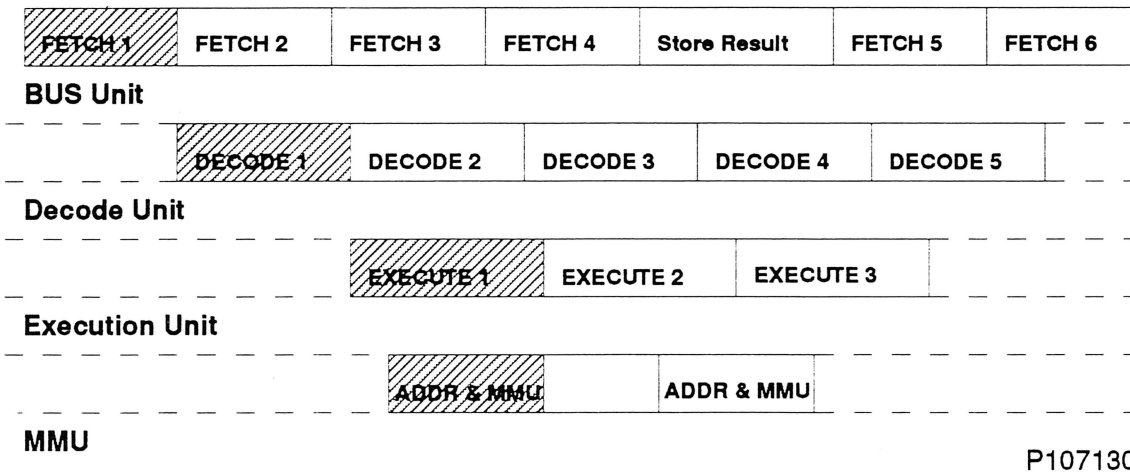 FETCH 1 FETCH 2 FETCH 3 FETCH 4 Store Result FETCH 5 FETCH 6
BUS Unit
DECODE 1 DECODE 2 DECODE 3 DECODE 4 DECODE 5
Decode Unit
EXECUTE 1 EXECUTE 2 EXECUTE 3
Execution Unit
ADDR & MMU ADDR & MMU
MMU
P107130